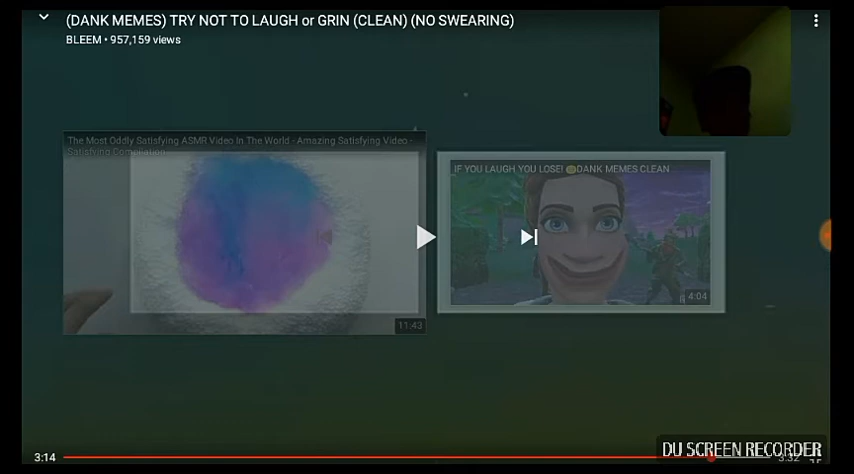 (DANK MEMES) TRY NOT TO LAUGH or GRIN (CLEAN) (NO SWEARING)
BLEEM • 957,159 views
The Most Oddly Satisfying ASMR Video In The World - Amazing Satisfying Video -
Satisfying Compilation
IF YOU LAUGH YOU LOSE! 😂DANK MEMES CLEAN
4:04
11:43
DU SCREEN RECORDER
3:14
3:32